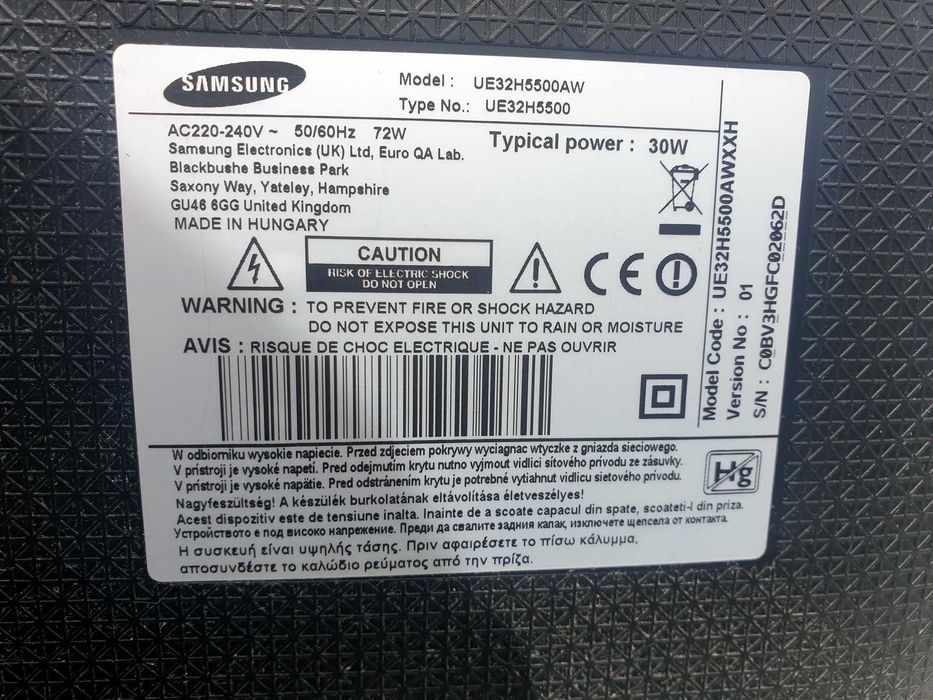 SAMSUNG
Model : UE32H5500AW
Type No.: UE32H5500
AC220-240V ~ 50/60Hz 72W
Typical power : 30W
Samsung Electronics (UK) Ltd, Euro QA Lab.
Blackbushe Business Park
Saxony Way, Yateley, Hampshire
GU46 6GG United Kingdom
MADE IN HUNGARY
CAUTION
RISK OF ELECTRIC SHOCK
DO NOT OPEN
CE
WARNING : TO PREVENT FIRE OR SHOCK HAZARD
DO NOT EXPOSE THIS UNIT TO RAIN OR MOISTURE
AVIS : RISQUE DE CHOC ELECTRIQUE - NE PAS OUVRIR
Model Code : UE32H5500AWXXH
Version No : 01
S/N : C0BV3HGFC02062D
W odborniku wysokie napiecie. Przed zdjeciem pokrywy wyciagnac wtyczke z gniazda sieciowego.
V prístroji je vysoké napetí. Pred odejmutím krytu nutno vyjmout vidlici sítového prívodu ze zásuvky.
V prístroji je vysoké napätie. Pred odstránením krytu je potrebné vytiahnut vidlicu sietového prívodu.
Nagyfeszültség! A készülék burkolatának eltávolítása életveszélyes!
Acest dispozitiv este de tensiune inalta. Inainte de a scoate capacul din spate, scoateti-l din priza.
Устройството е под високо напрежение. Преди да свалите задния капак, изключете щепсела от контакта.
Η συσκευή είναι υψηλής τάσης. Πριν αφαιρέσετε το πίσω κάλυμμα,
αποσυνδέστε το καλώδιο ρεύματος από την πρίζα.
Hg